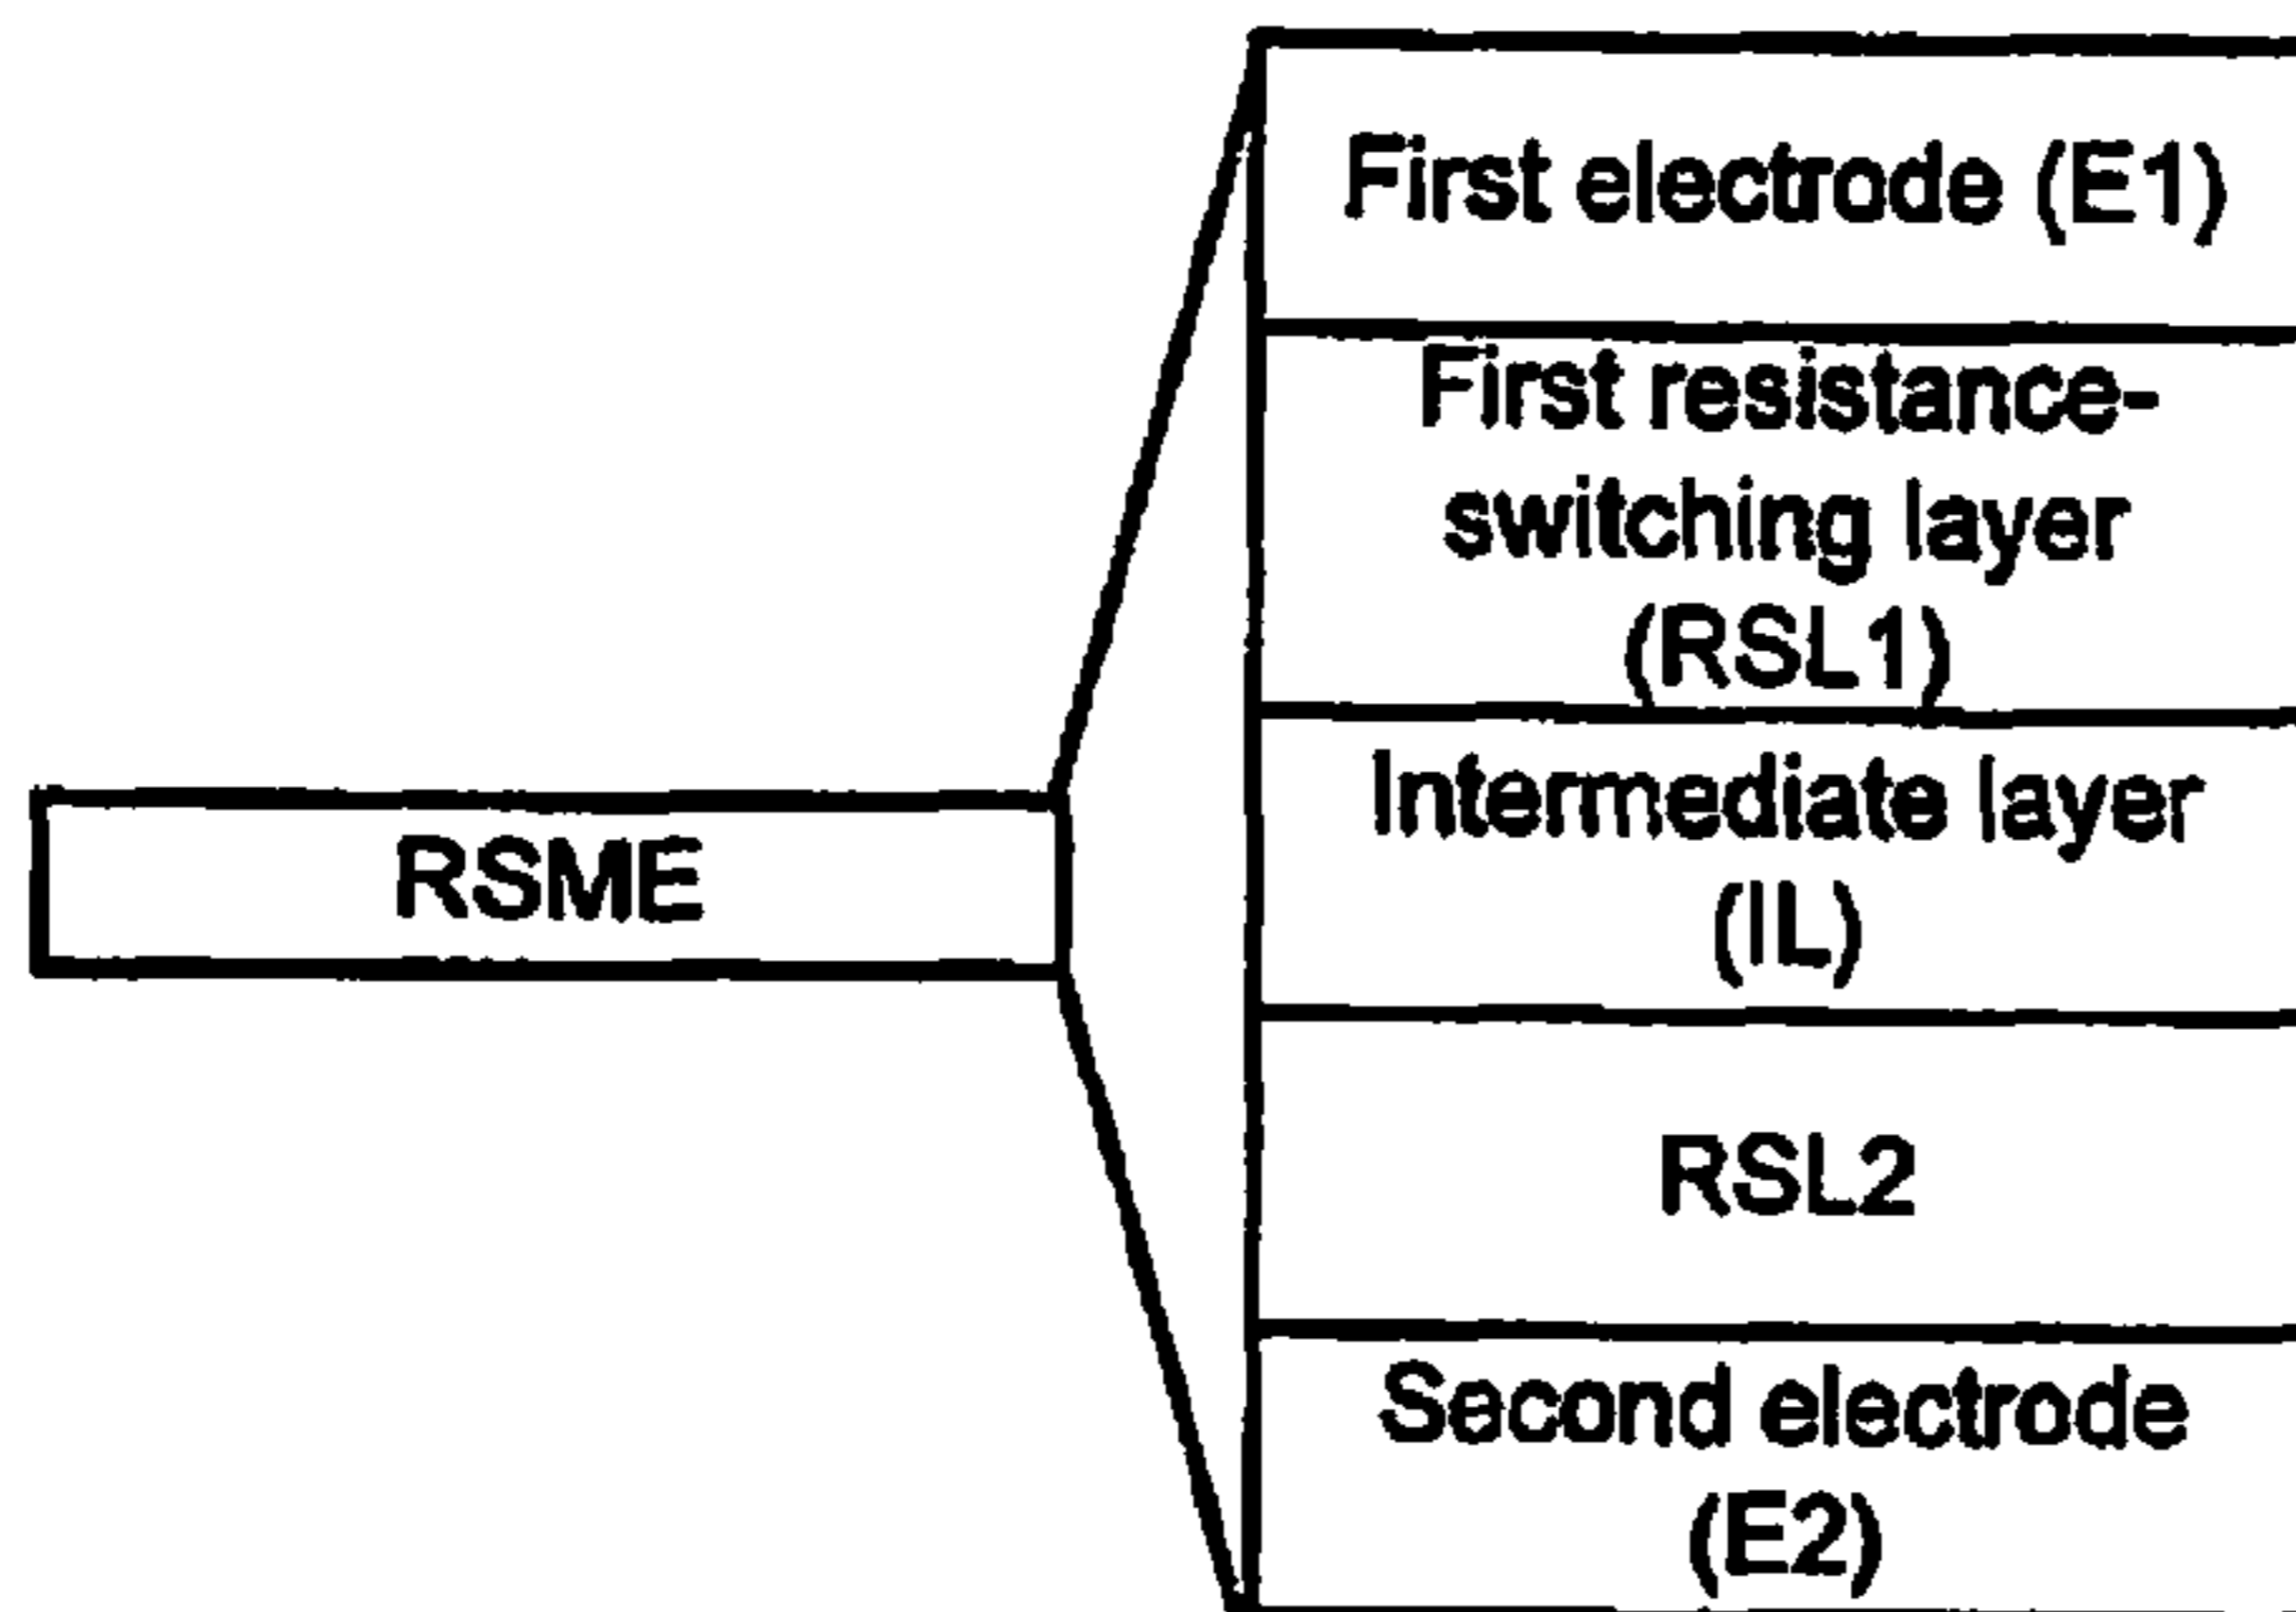 First electrode (E1)
First resistance-
switching layer
(RSL1)
Intermediate layer
(IL)
RSME
RSL2
Second electrode
(E2)